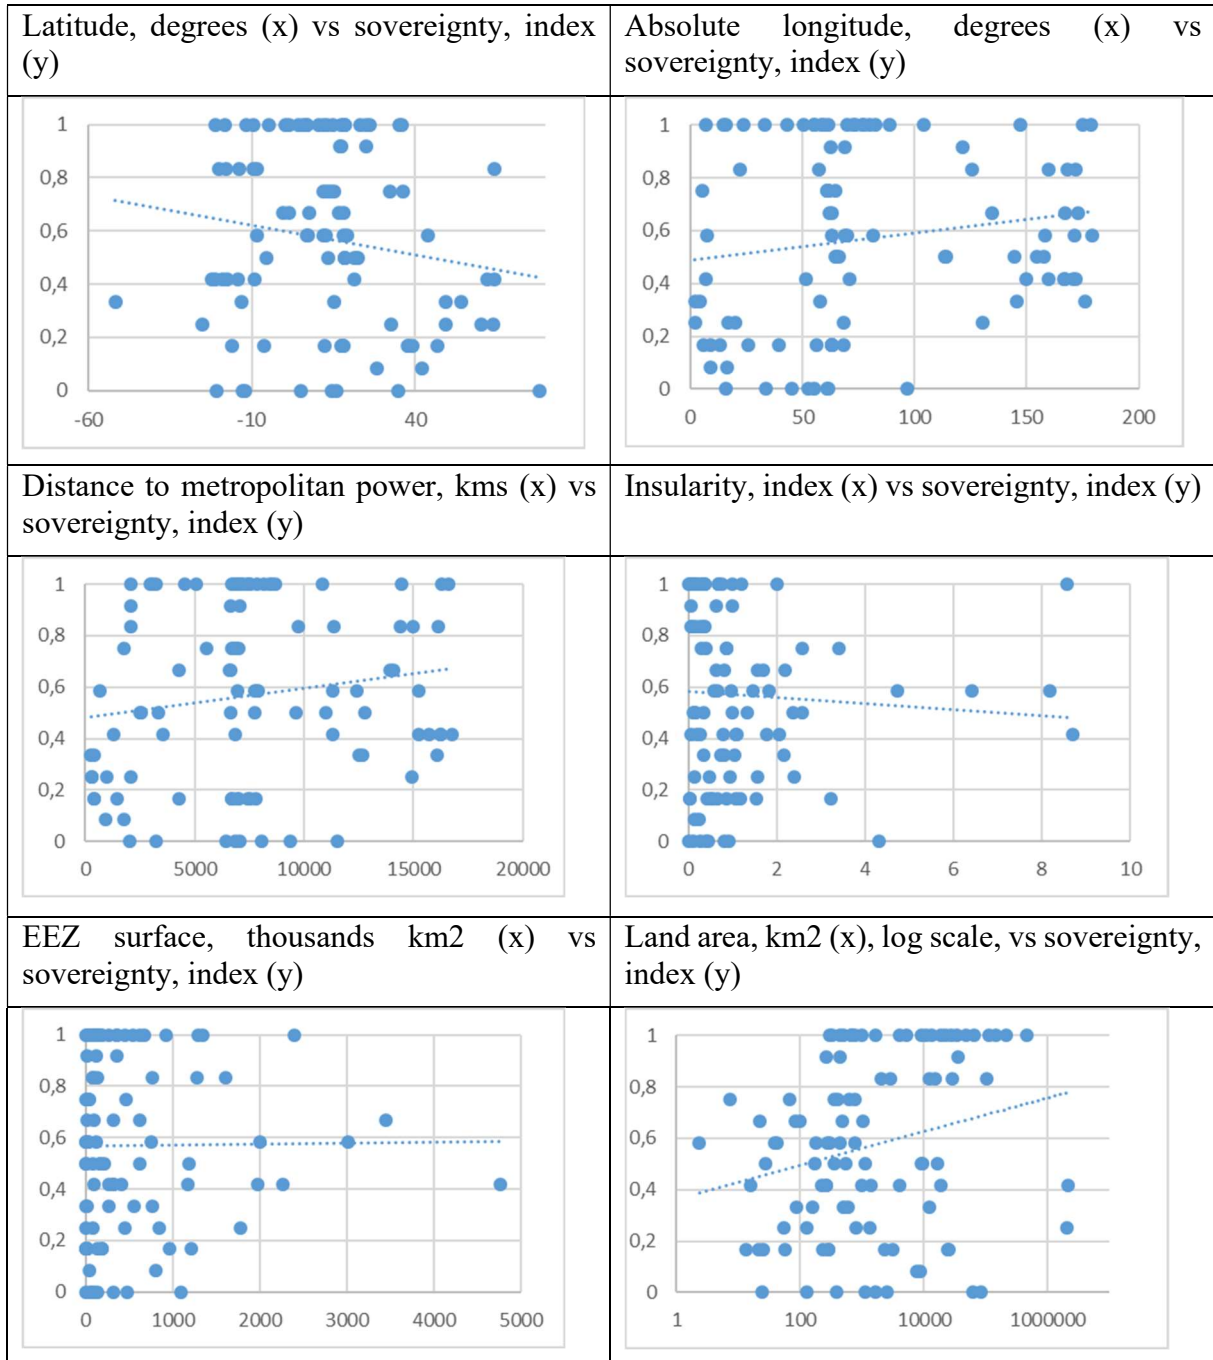 Latitude, degrees (x) vs sovereignty, index
(y)
Absolute longitude, degrees (x) vs
sovereignty, index (y)
1
0,8
0,6
0,4
0,2
0
-60 -10 40
1
0,8
0,6
0,4
0,2
0
0 50 100 150 200
Distance to metropolitan power, kms (x) vs
sovereignty, index (y)
Insularity, index (x) vs sovereignty, index (y)
1
0,8
0,6
0,4
0,2
0
0 5000 10000 15000 20000
1
0,8
0,6
0,4
0,2
0
0 2 4 6 8 10
EEZ surface, thousands km2 (x) vs
sovereignty, index (y)
Land area, km2 (x), log scale, vs sovereignty,
index (y)
1
0,8
0,6
0,4
0,2
0
0 1000 2000 3000 4000 5000
1
0,8
0,6
0,4
0,2
0
1 100 10000 1000000